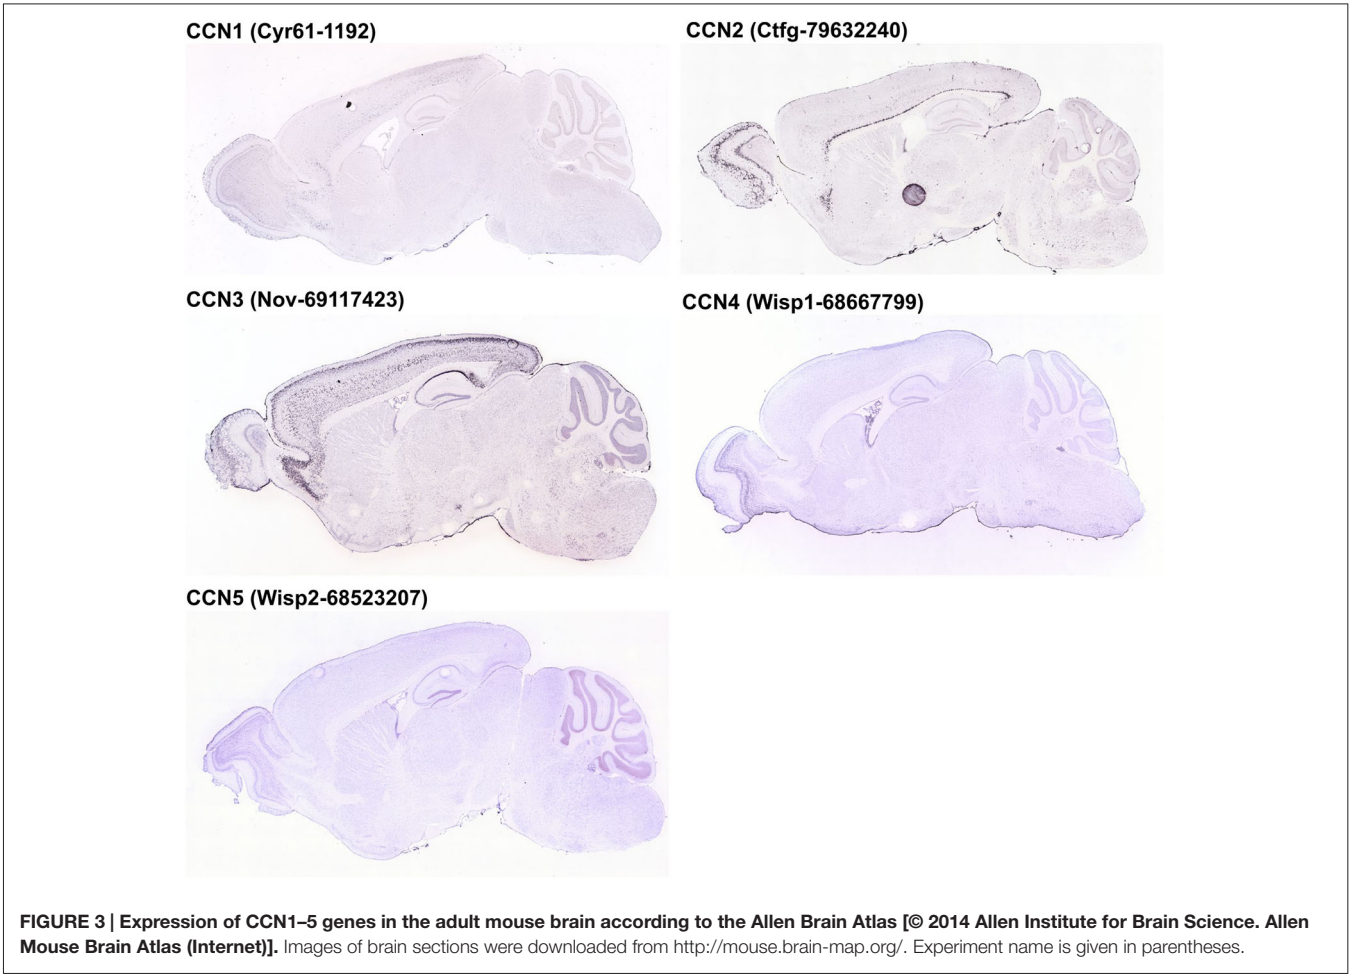 CCN1 (Cyr61-1192)
CCN2 (Ctfg-79632240)
CCN3 (Nov-69117423)
CCN4 (Wisp1-68667799)
CCN5 (Wisp2-68523207)
FIGURE 3 | Expression of CCN1–5 genes in the adult mouse brain according to the Allen Brain Atlas [© 2014 Allen Institute for Brain Science. Allen
Mouse Brain Atlas (Internet)]. Images of brain sections were downloaded from http://mouse.brain-map.org/. Experiment name is given in parentheses.